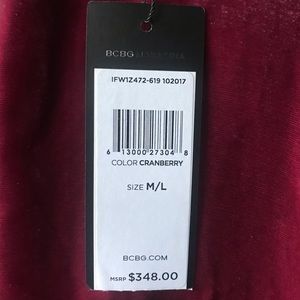 BCBGMAXAZRIA
IFW1Z472-619 102017
6 13000 27304 8
COLOR CRANBERRY
SIZE M/L
BCBG.COM
MSRP $348.00